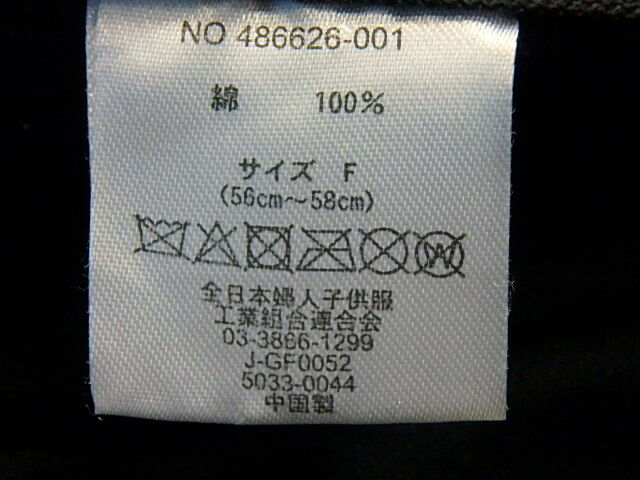 NO 486626-001
綿 100%
サイズ F
(56cm～58cm)
全日本婦人子供服
工業組合連合会
03-3866-1299
J-GF0052
5033-0044
中国製